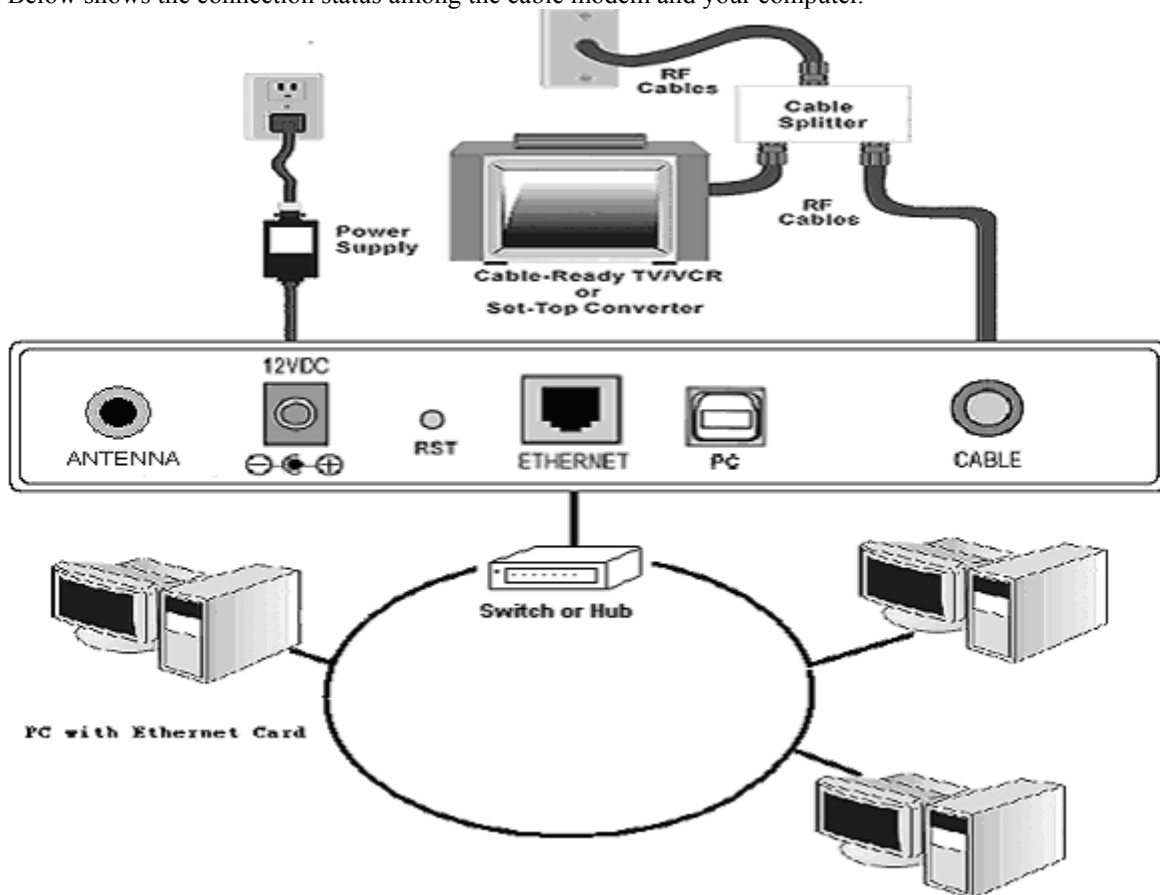 Below shows the connection status among the cable modem and your computer.
RF
Cables
Cable
Splitter
RF
Cables
Power
Supply
Cable-Ready TV/VCR
or
Set-Top Converter
12VDC
ANTENNA
RST
ETHERNET
PC
CABLE
Switch or Hub
PC with Ethernet Card